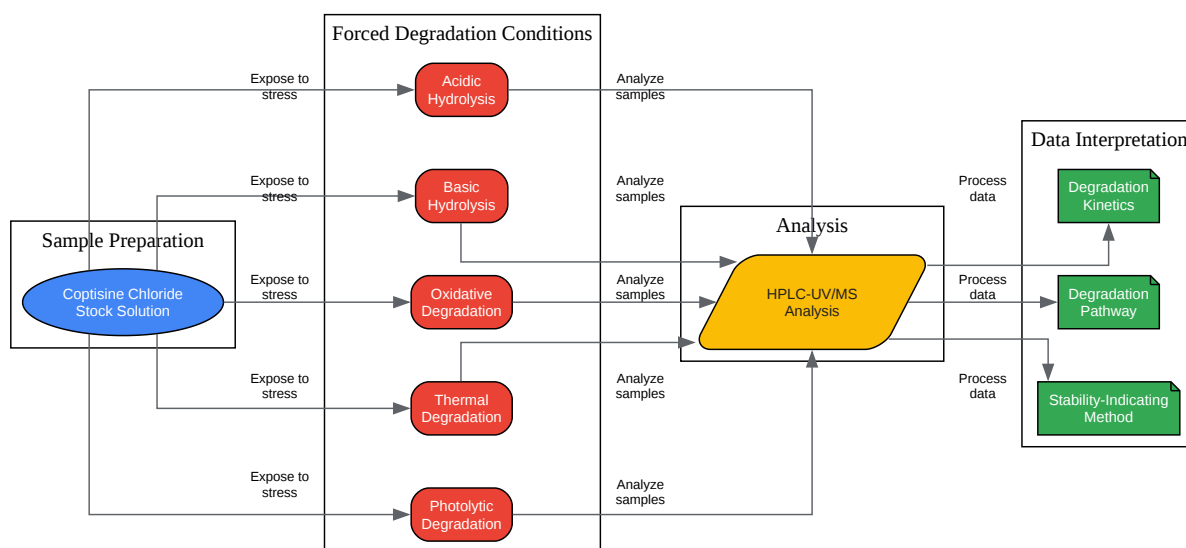 Forced Degradation Conditions
Expose to
stress
Acidic
Hydrolysis
Analyze
samples
Expose to
stress
Basic
Hydrolysis
Analyze
samples
Sample Preparation
Coptisine Chloride
Stock Solution
Expose to
stress
Oxidative
Degradation
Analyze
samples
Expose to
stress
Thermal
Degradation
Analyze
samples
Expose to
stress
Photolytic
Degradation
Analyze
samples
Analysis
HPLC-UV/MS
Analysis
Process
data
Process
data
Process
data
Data Interpretation
Degradation
Kinetics
Degradation
Pathway
Stability-Indicating
Method